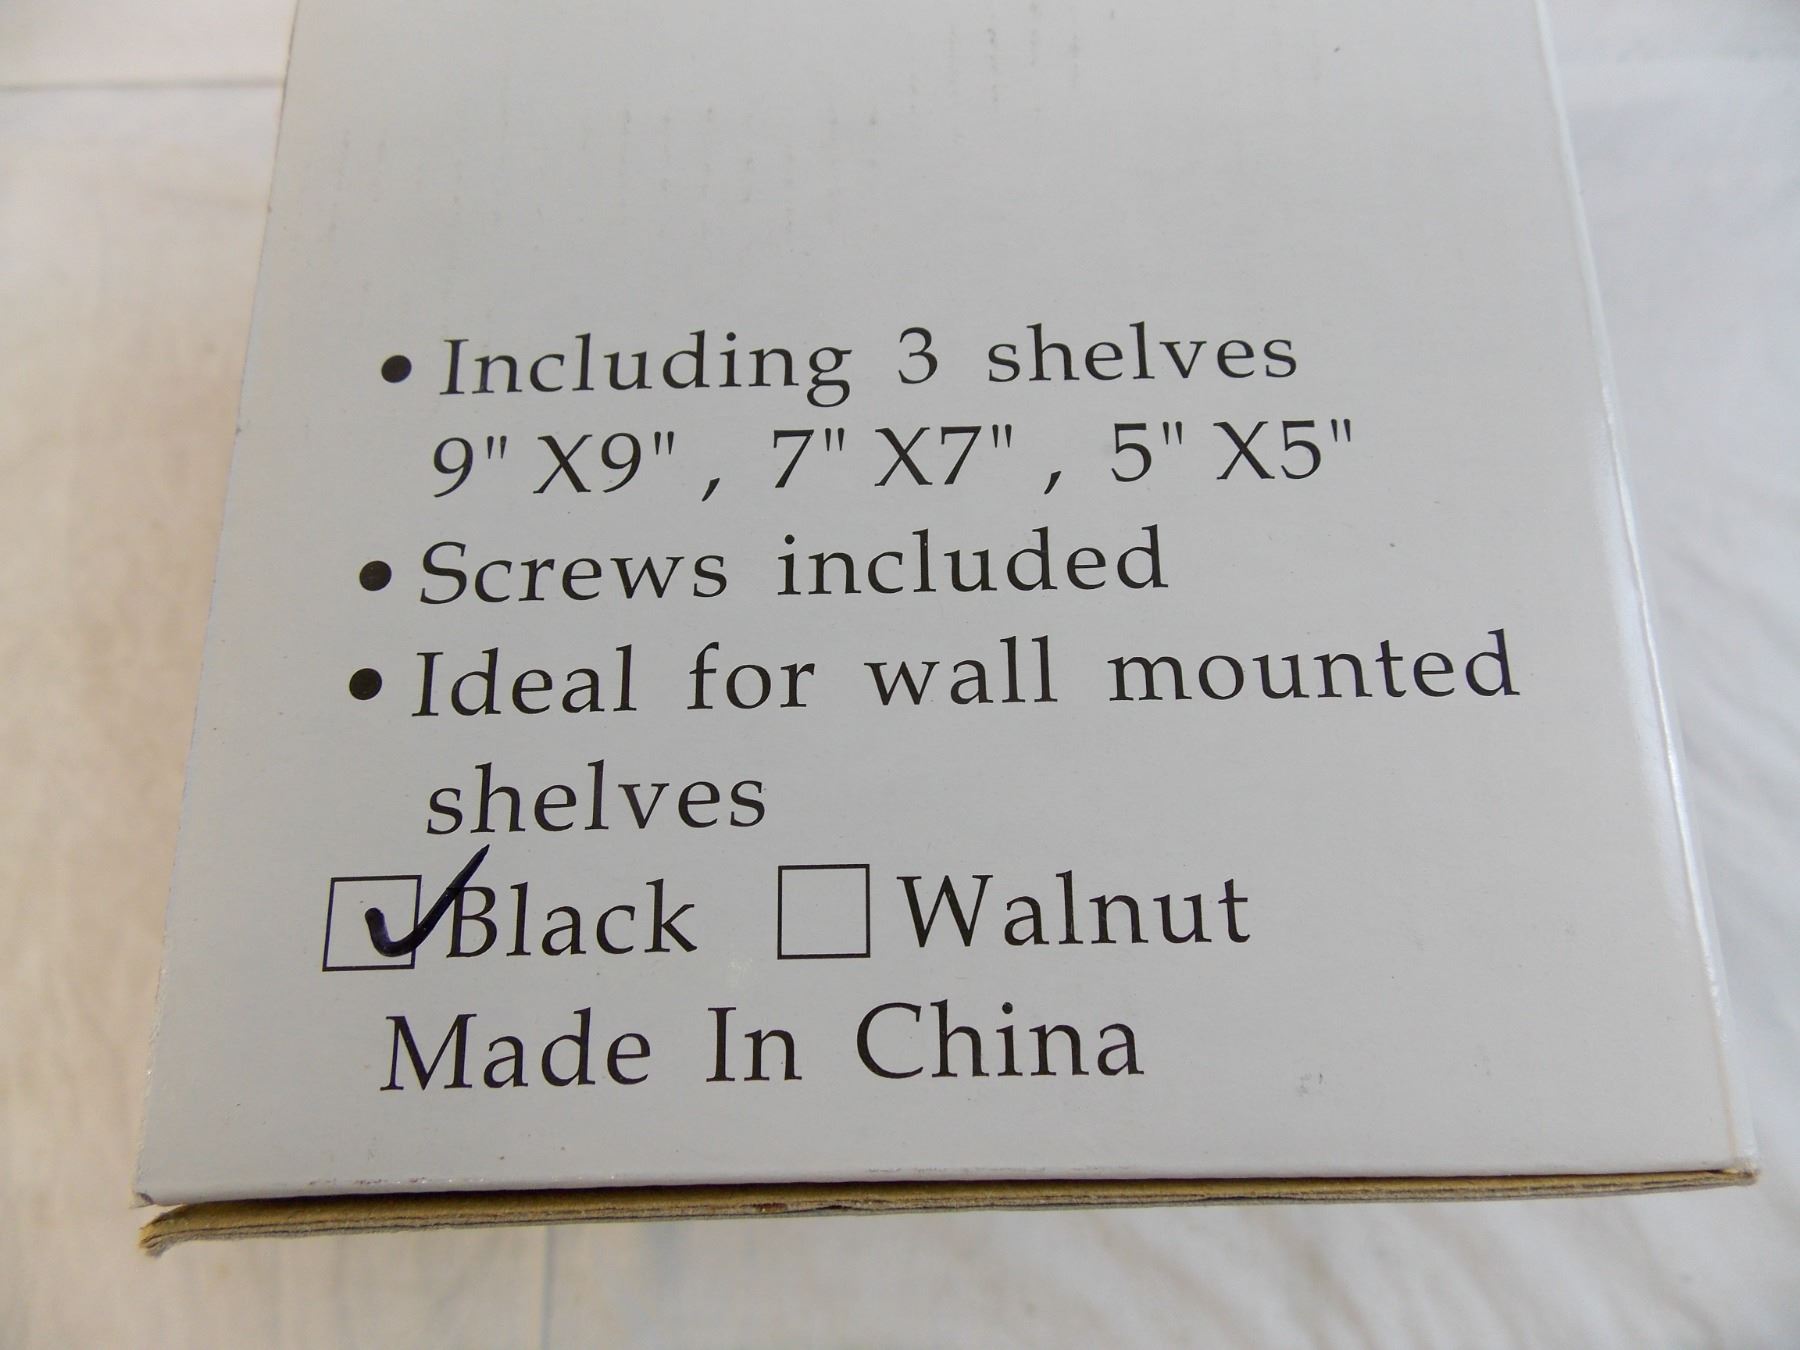 • Including 3 shelves
9" X9" , 7" X7" , 5" X5"
• Screws included
• Ideal for wall mounted
shelves
☑ Black ☐ Walnut
Made In China